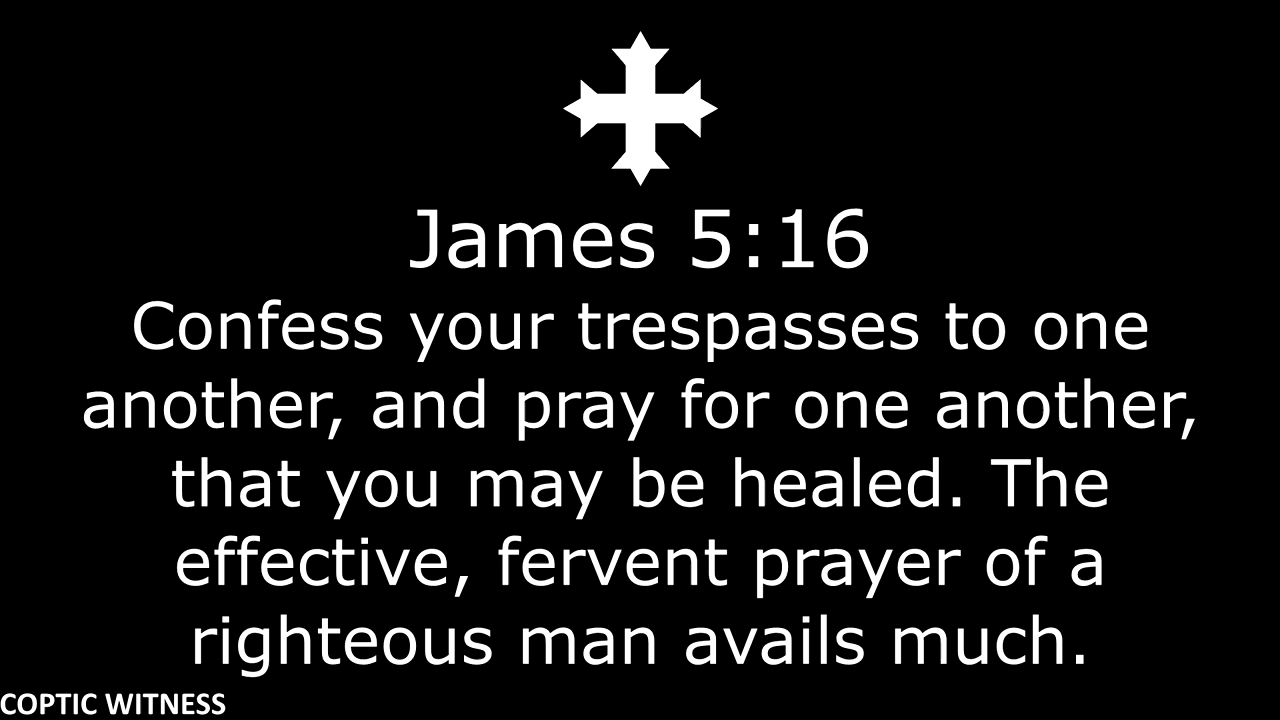 James 5:16
Confess your trespasses to one
another, and pray for one another,
that you may be healed. The
effective, fervent prayer of a
righteous man avails much.
COPTIC WITNESS